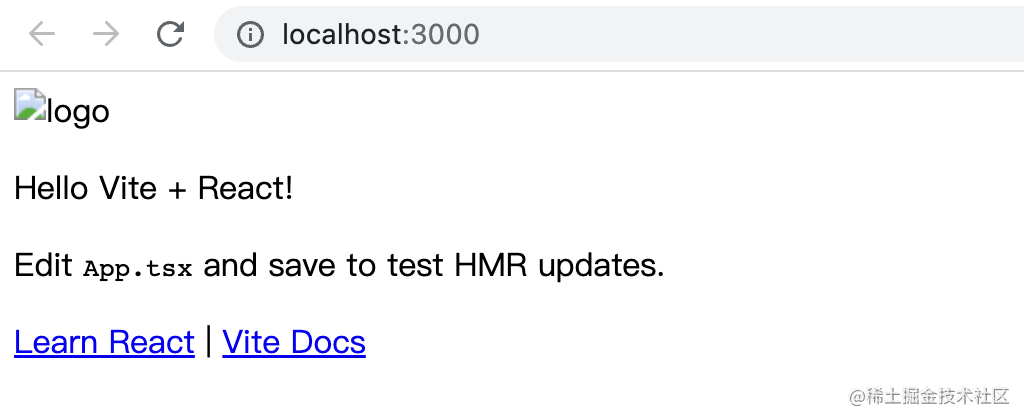 localhost:3000
logo
Hello Vite + React!
Edit App.tsx and save to test HMR updates.
Learn React | Vite Docs
@稀土掘金技术社区